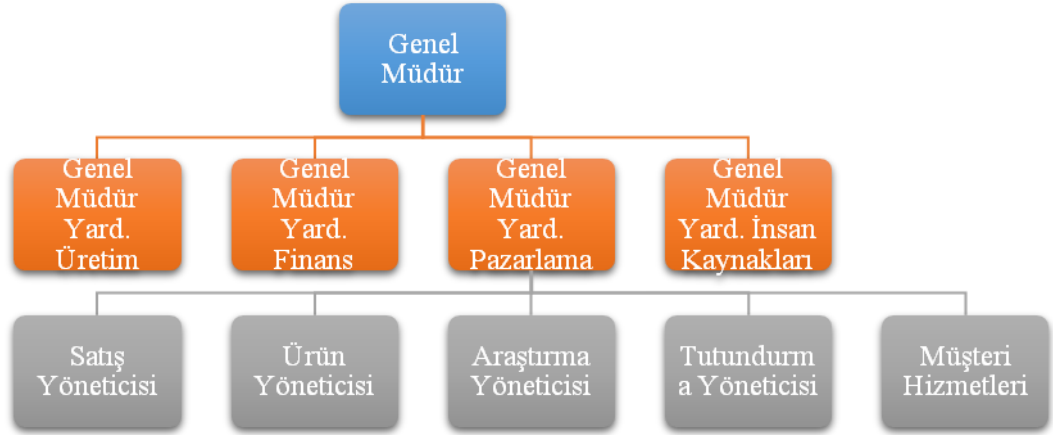 Genel
Müdür
Genel
Müdür
Yard.
Üretim
Genel
Müdür
Yard.
Finans
Genel
Müdür
Yard.
Pazarlama
Genel
Müdür
Yard. İnsan
Kaynakları
Satış
Yöneticisi
Ürün
Yöneticisi
Araştırma
Yöneticisi
Tutundurm
a Yöneticisi
Müşteri
Hizmetleri